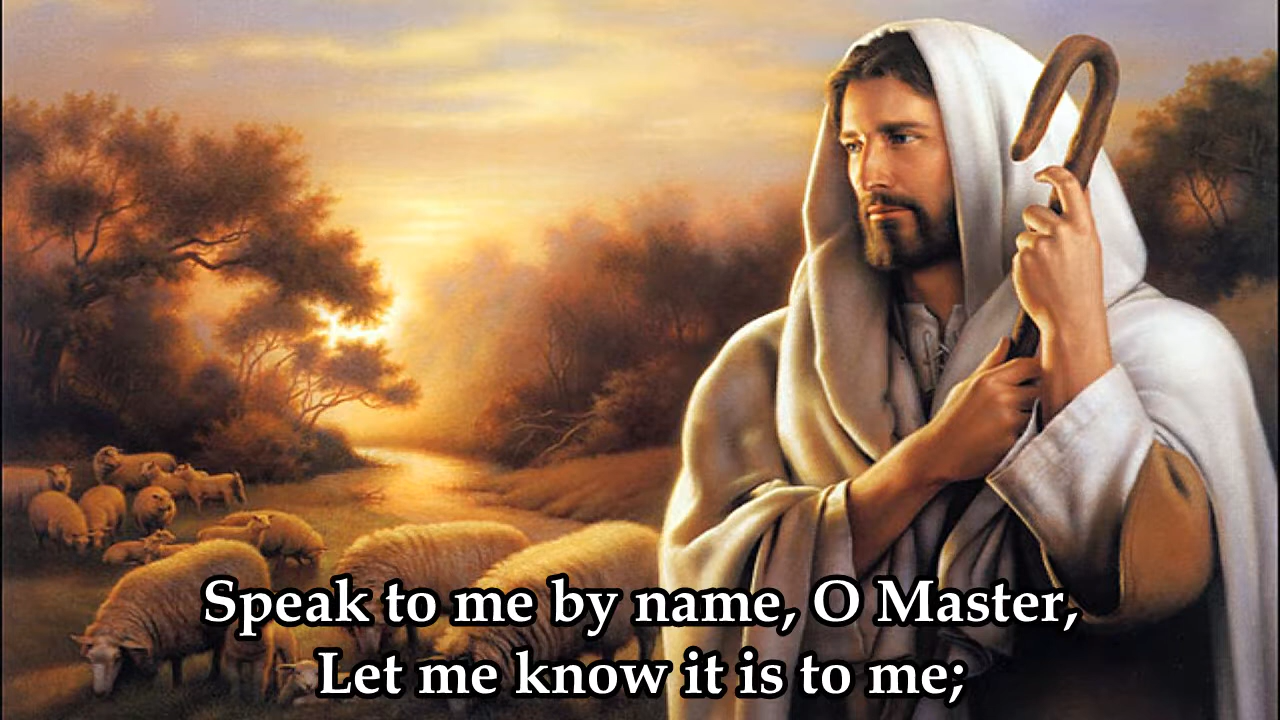 Speak to me by name, O Master,
Let me know it is to me;